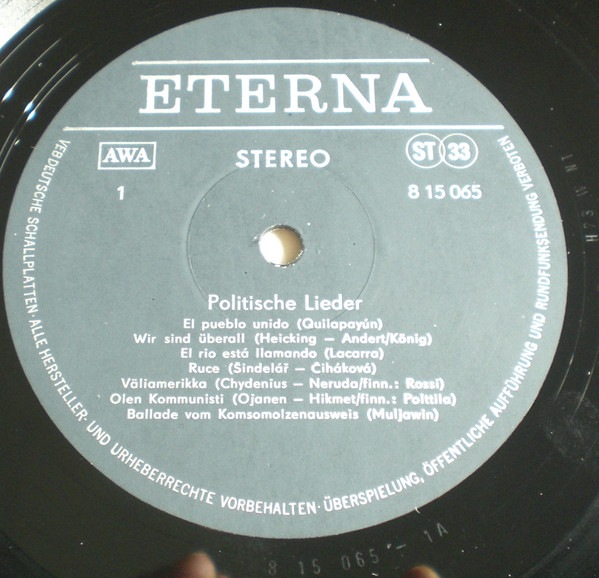 ETERNA
AWA
STEREO
ST 33
1
8 15 065
Politische Lieder
El pueblo unido (Quilapayún)
Wir sind überall (Heicking – Andert/König)
El rio está llamando (Lacarra)
Ruce (Šindelář – Čiháková)
Väliamerikka (Chydenius – Neruda/finn.: Rossi)
Olen Kommunisti (Ojanen – Hikmet/finn.: Polttila)
Ballade vom Komsomolzenausweis (Muljawin)
VEB DEUTSCHE SCHALLPLATTEN · ALLE HERSTELLER- UND URHEBERRECHTE VORBEHALTEN · ÜBERSPIELUNG, ÖFFENTLICHE AUFFÜHRUNG UND RUNDFUNKSENDUNG VERBOTEN
8 15 065 – 1A